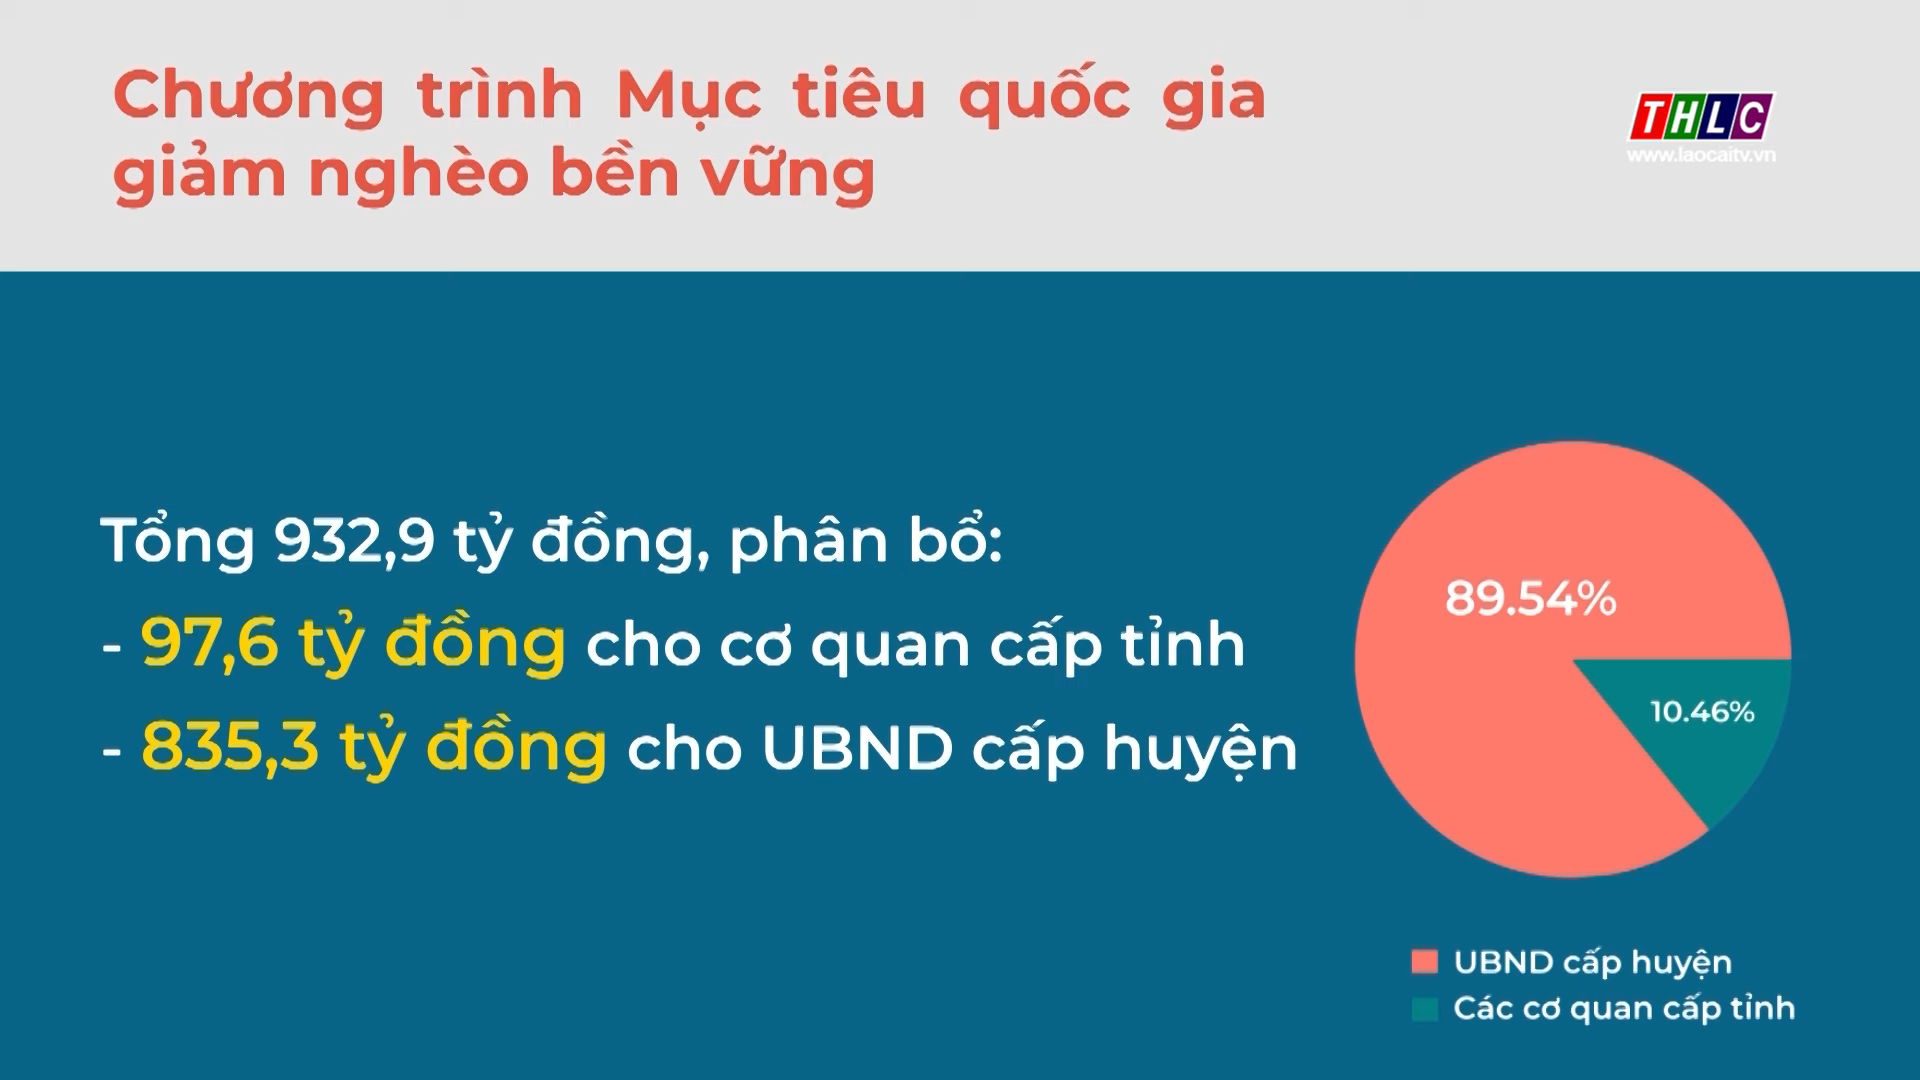 Chương trình Mục tiêu quốc gia
giảm nghèo bền vững
THLC
www.laocaitv.vn
Tổng 932,9 tỷ đồng, phân bổ:
- 97,6 tỷ đồng cho cơ quan cấp tỉnh
- 835,3 tỷ đồng cho UBND cấp huyện
89.54%
10.46%
UBND cấp huyện
Các cơ quan cấp tỉnh